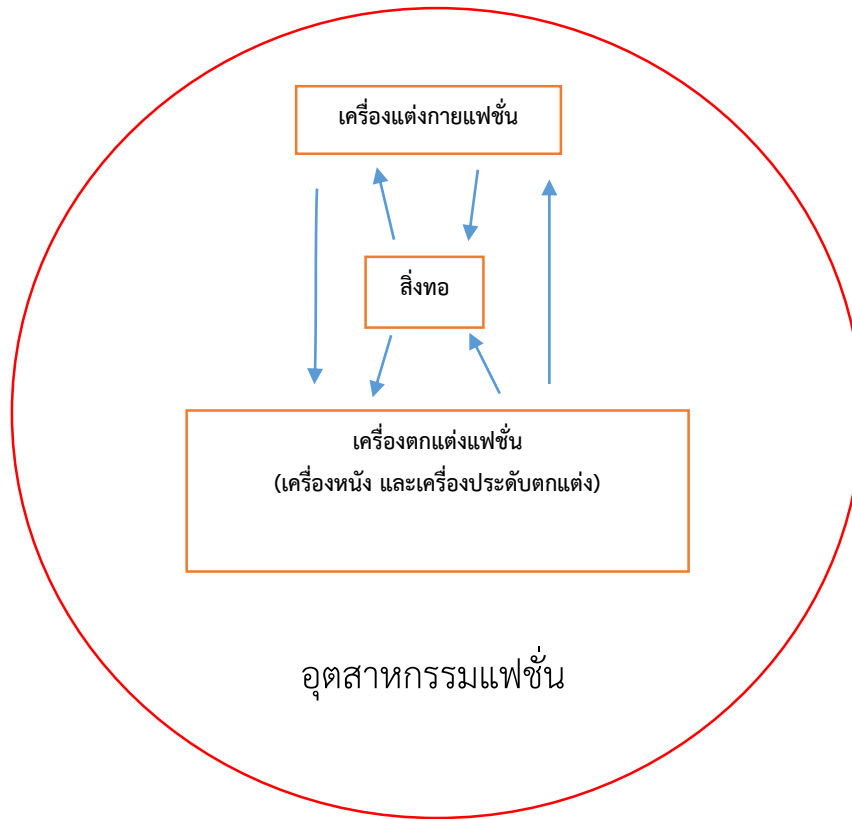 เครื่องแต่งกายแฟชั่น
สิ่งทอ
เครื่องตกแต่งแฟชั่น
(เครื่องหนัง และเครื่องประดับตกแต่ง)
อุตสาหกรรมแฟชั่น